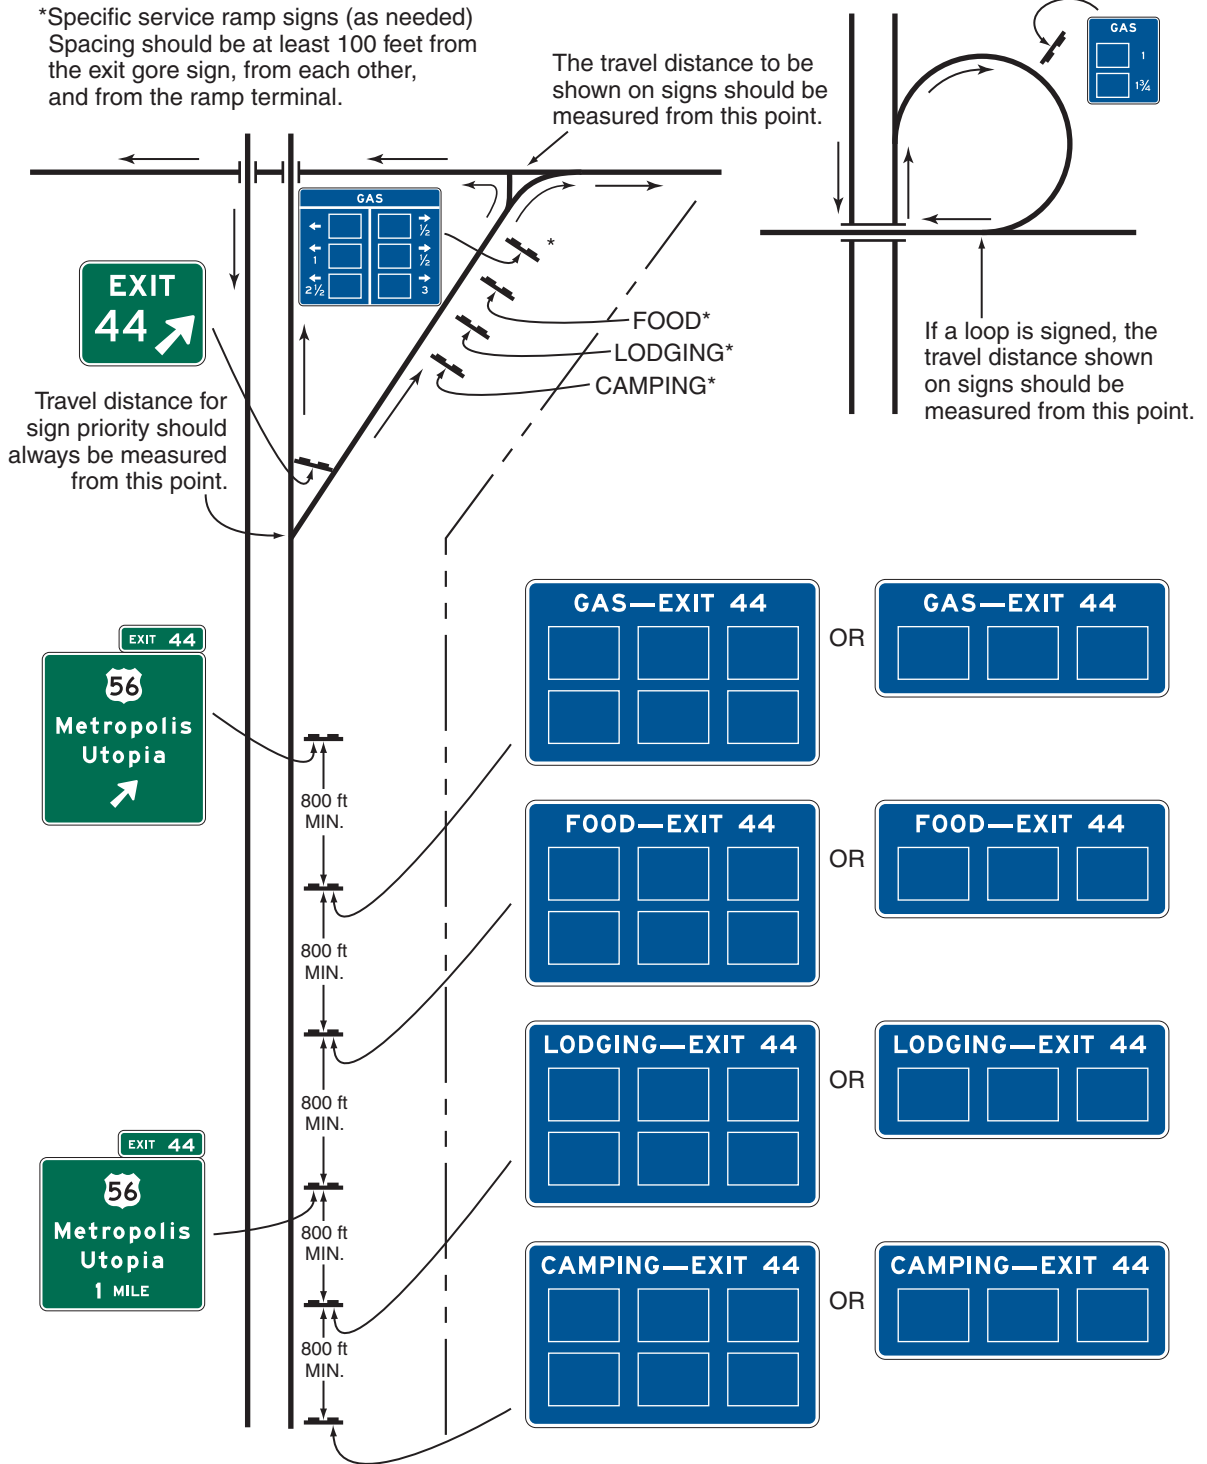 *Specific service ramp signs (as needed)
Spacing should be at least 100 feet from
the exit gore sign, from each other,
and from the ramp terminal.
The travel distance to be
shown on signs should be
measured from this point.
GAS
1
1¾
GAS
½
1
½
2½
3
EXIT
44
FOOD*
LODGING*
CAMPING*
*
If a loop is signed, the
travel distance shown
on signs should be
measured from this point.
Travel distance for
sign priority should
always be measured
from this point.
EXIT 44
56
Metropolis
Utopia
800 ft
MIN.
GAS—EXIT 44
OR
GAS—EXIT 44
800 ft
MIN.
FOOD—EXIT 44
OR
FOOD—EXIT 44
800 ft
MIN.
LODGING—EXIT 44
OR
LODGING—EXIT 44
EXIT 44
56
Metropolis
Utopia
1 MILE
800 ft
MIN.
800 ft
MIN.
CAMPING—EXIT 44
OR
CAMPING—EXIT 44